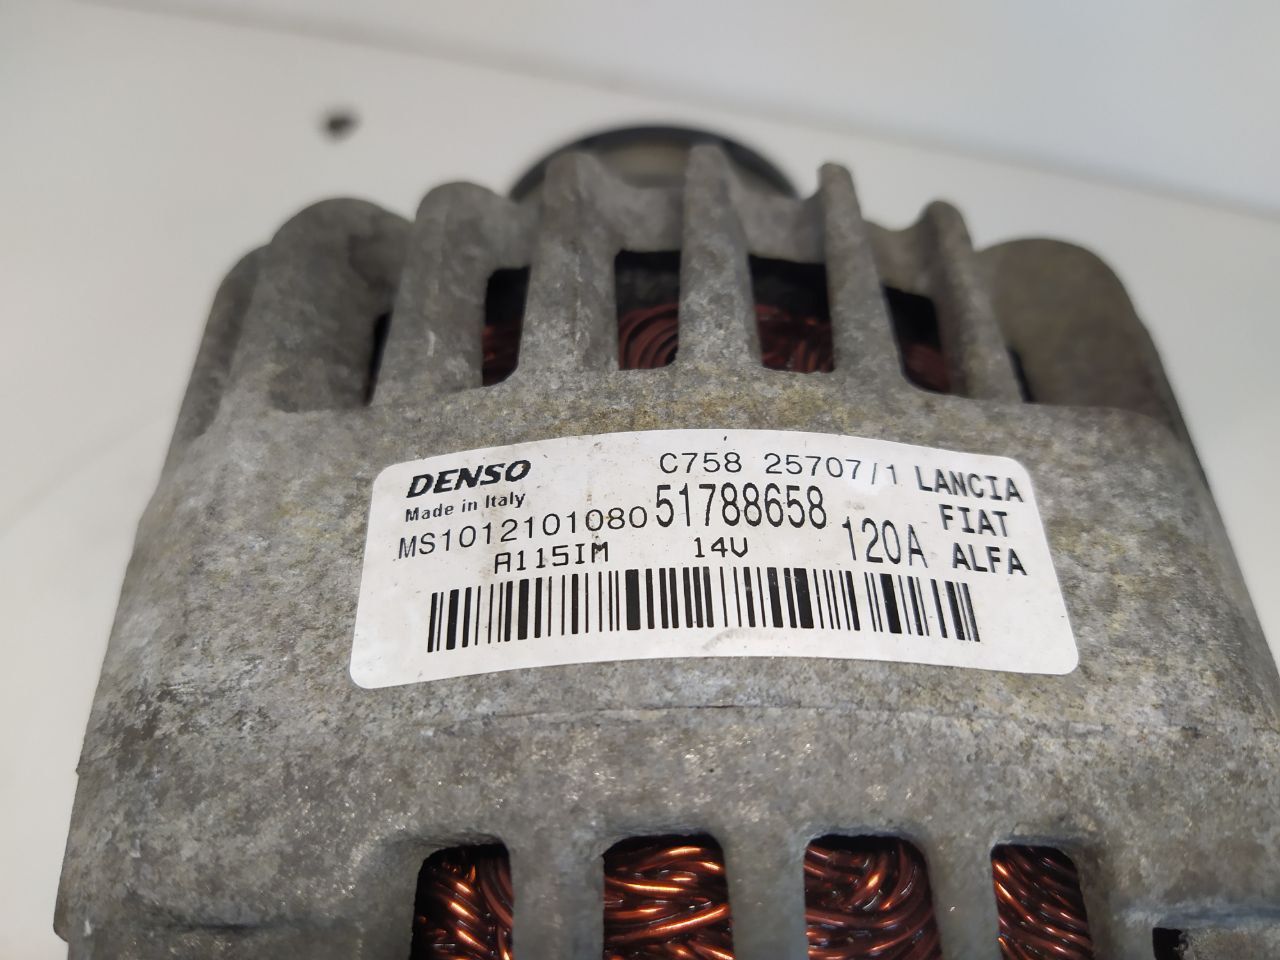 DENSO C758 25707/1 LANCIA
Made in Italy FIAT
MS1012101080 51788658 120A ALFA
A115IM 14V